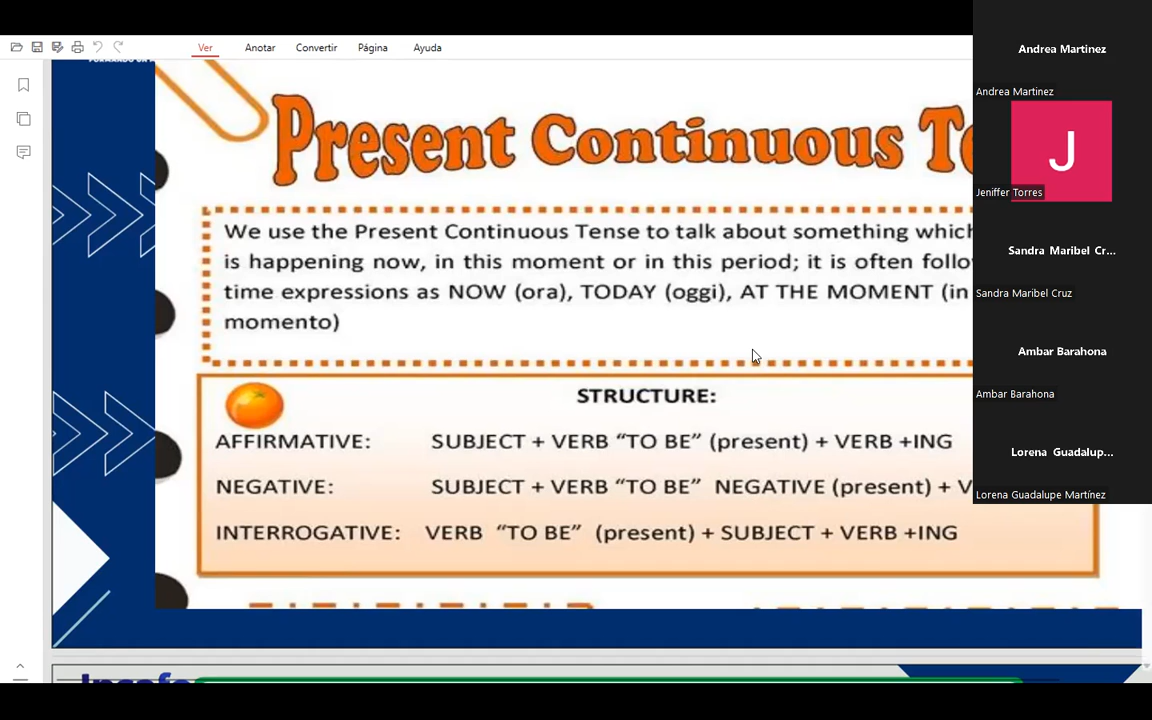 Ver Anotar Convertir Página Ayuda
Present Continuous
We use the Present Continuous Tense to talk about something which
is happening now, in this moment or in this period; it is often
time expressions as NOW (ora), TODAY (oggi), AT THE MOMENT (in
momento)
STRUCTURE:
AFFIRMATIVE: SUBJECT + VERB “TO BE” (present) + VERB +ING
NEGATIVE: SUBJECT + VERB “TO BE” NEGATIVE (present) +
INTERROGATIVE: VERB “TO BE” (present) + SUBJECT + VERB +ING
Andrea Martinez
Andrea Martinez
J
Jeniffer Torres
Sandra Maribel Cr...
Sandra Maribel Cruz
Ambar Barahona
Ambar Barahona
Lorena Guadalup...
Lorena Guadalupe Martínez